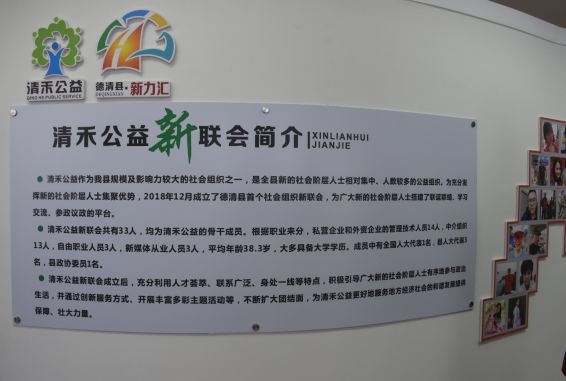 清禾公益
QING HE PUBLIC SERVICE
德清县·新力汇
DEQINGXIAN
清禾公益新联会简介
XINLIANHUI
JIANJIE
● 清禾公益作为我县规模及影响力较大的社会组织之一，是全县新的社会阶层人士相对集中、人数较多的公益组织。为充分发
挥新的社会阶层人士集聚优势，2018年12月成立了德清县首个社会组织新联会，为广大新的社会阶层人士搭建了联谊联络、学习
交流、参政议政的平台。
● 清禾公益新联会共有33人，均为清禾公益的骨干成员。根据职业来分，私营企业和外资企业的管理技术人员14人，中介组织
13人，自由职业人员3人，新媒体从业人员3人，平均年龄38.3岁，大多具备大学学历。成员中有全国人大代表1名，县人大代表3
名，县政协委员1名。
● 清禾公益新联会成立后，充分利用人才荟萃、联系广泛、身处一线等特点，积极引导广大新的社会阶层人士有序地参与政治
生活，并通过创新服务方式、开展丰富多彩主题活动等，不断扩大团结面，为清禾公益更好地服务地方经济社会的和谐发展提供
保障、壮大力量。